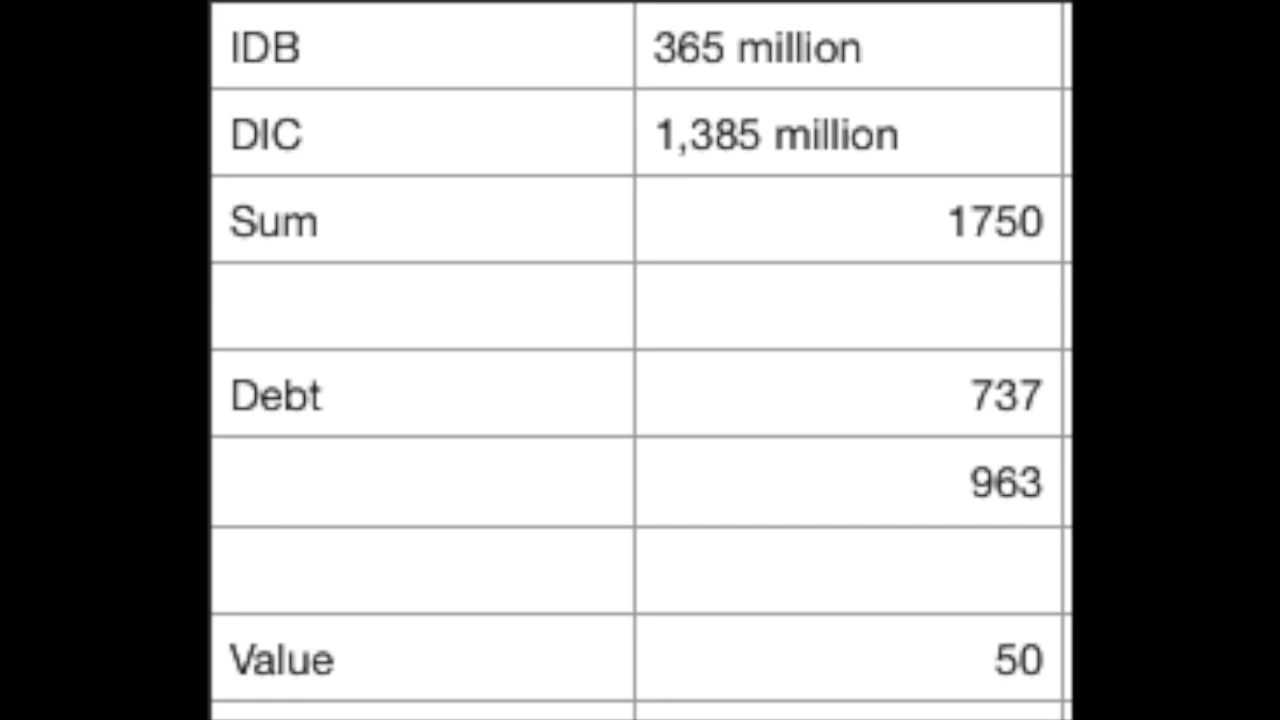 IDB 365 million
DIC 1,385 million
Sum 1750
Debt 737
963
Value 50